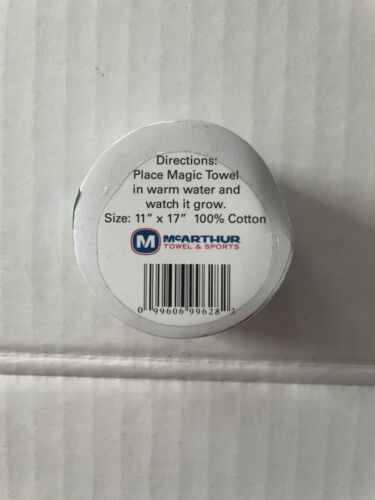 Directions:
Place Magic Towel
in warm water and
watch it grow.
Size: 11" x 17" 100% Cotton
M McARTHUR
TOWEL & SPORTS
0 99606 99628 2